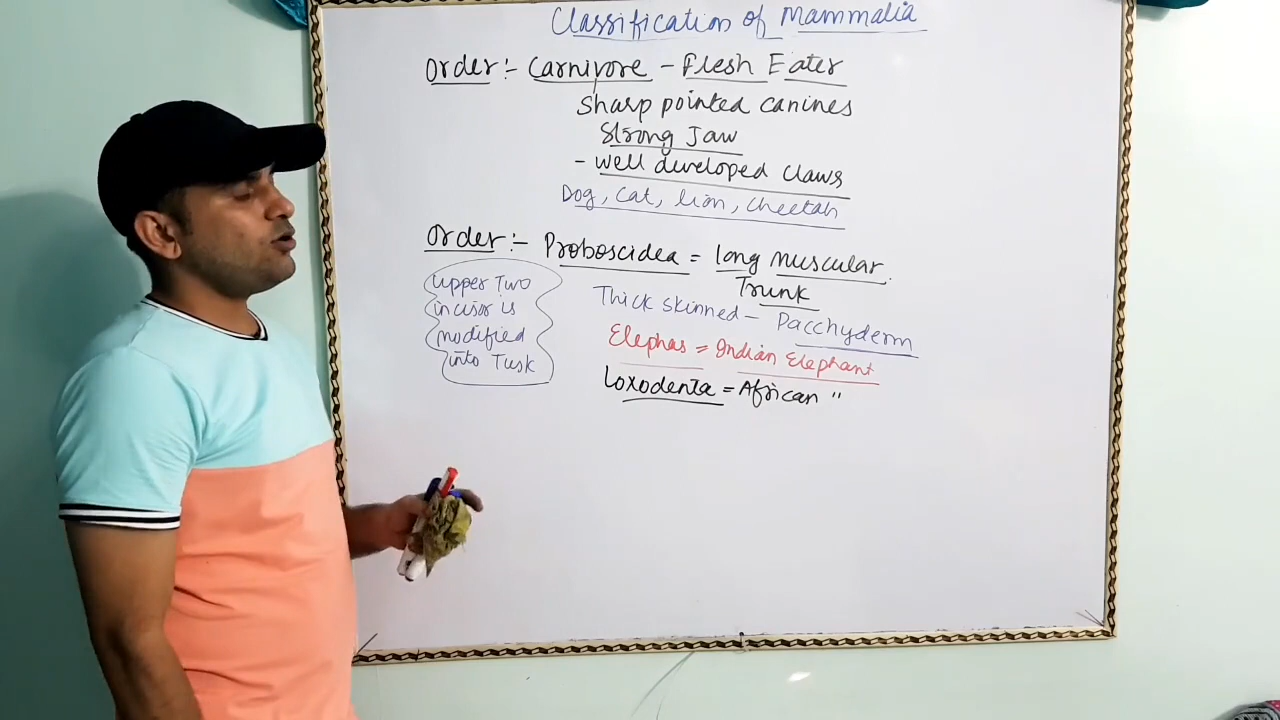 Classification of Mammalia
Order :- Carnivore - Flesh Eater
Sharp pointed canines
Strong Jaw
- well developed claws
Dog, Cat, lion, cheetah
Order :- Proboscidea = long muscular
Trunk
Upper Two
incisor is
modified
into Tusk
Thick skinned - Pacchyderm
Elephas = Indian Elephant
Loxodenta = African "